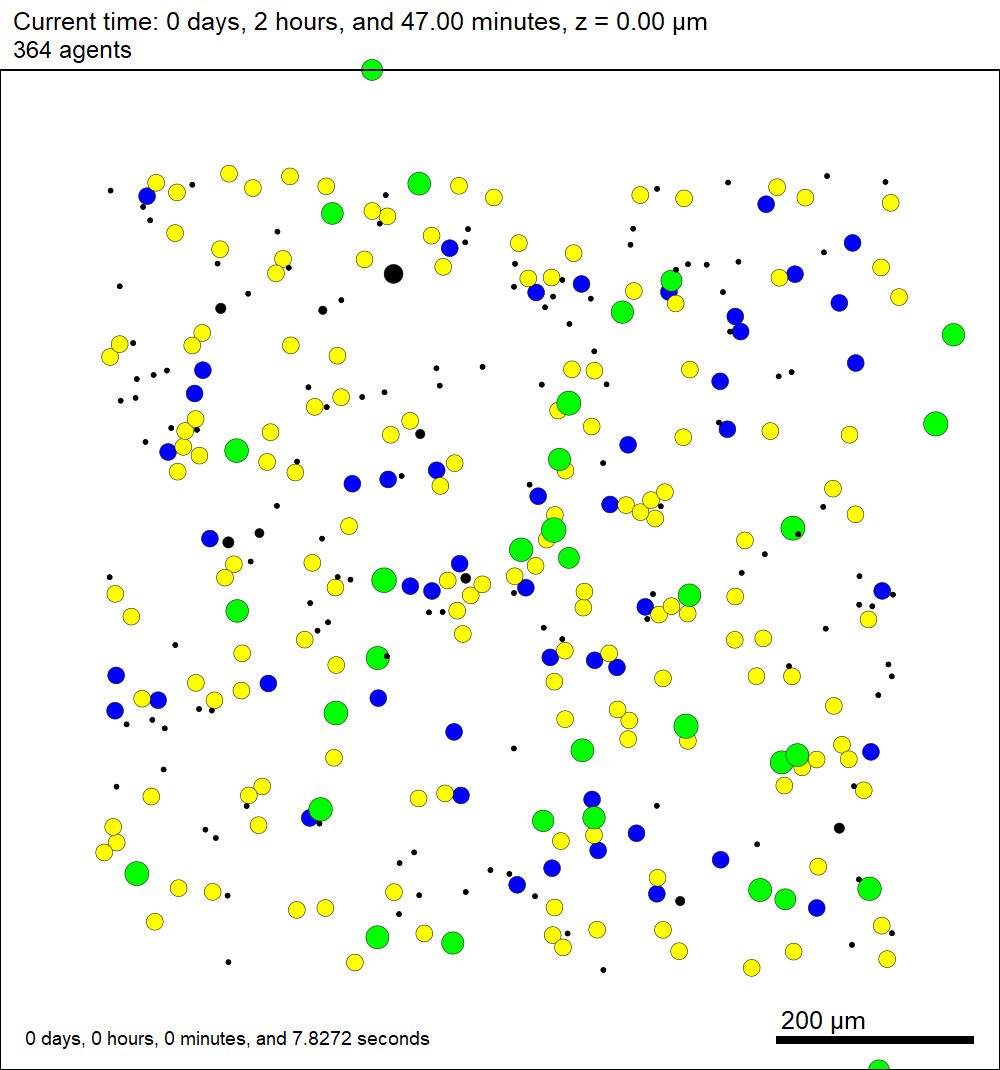 Current time: 0 days, 2 hours, and 47.00 minutes, z = 0.00 µm
364 agents
200 µm
0 days, 0 hours, 0 minutes, and 7.8272 seconds